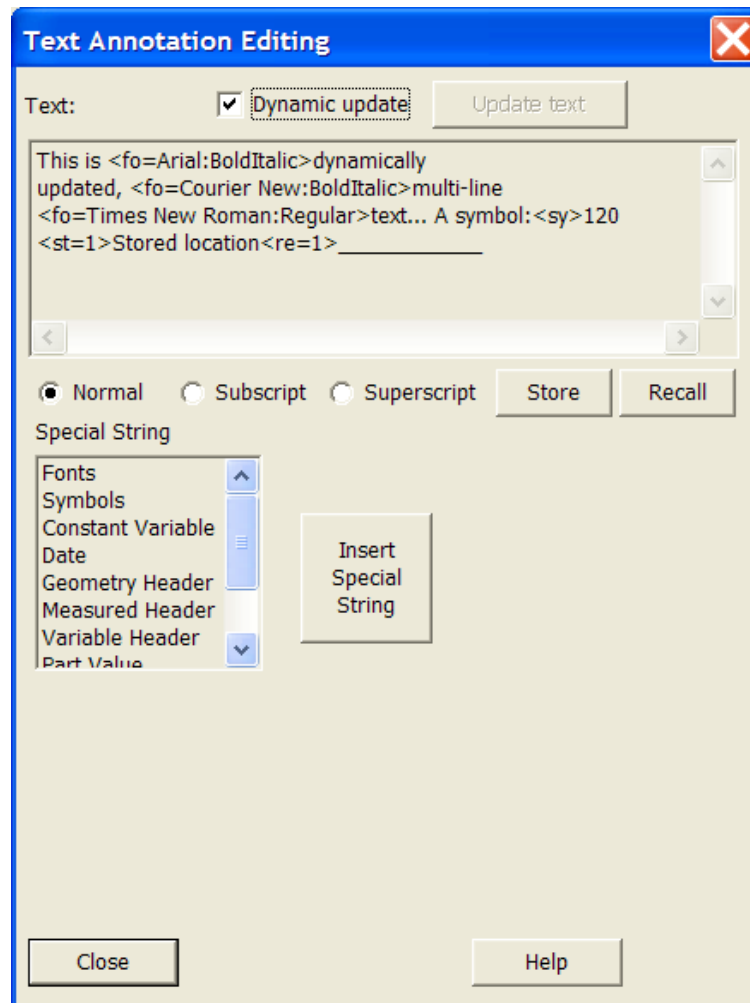 Text Annotation Editing
Text: Dynamic update Update text
This is <fo=Arial:BoldItalic>dynamically
updated, <fo=Courier New:BoldItalic>multi-line
<fo=Times New Roman:Regular>text... A symbol:<sy>120
<st=1>Stored location<re=1>____________
Normal Subscript Superscript Store Recall
Special String
Fonts
Symbols
Constant Variable
Date
Geometry Header
Measured Header
Variable Header
Part Value
Insert
Special
String
Close Help